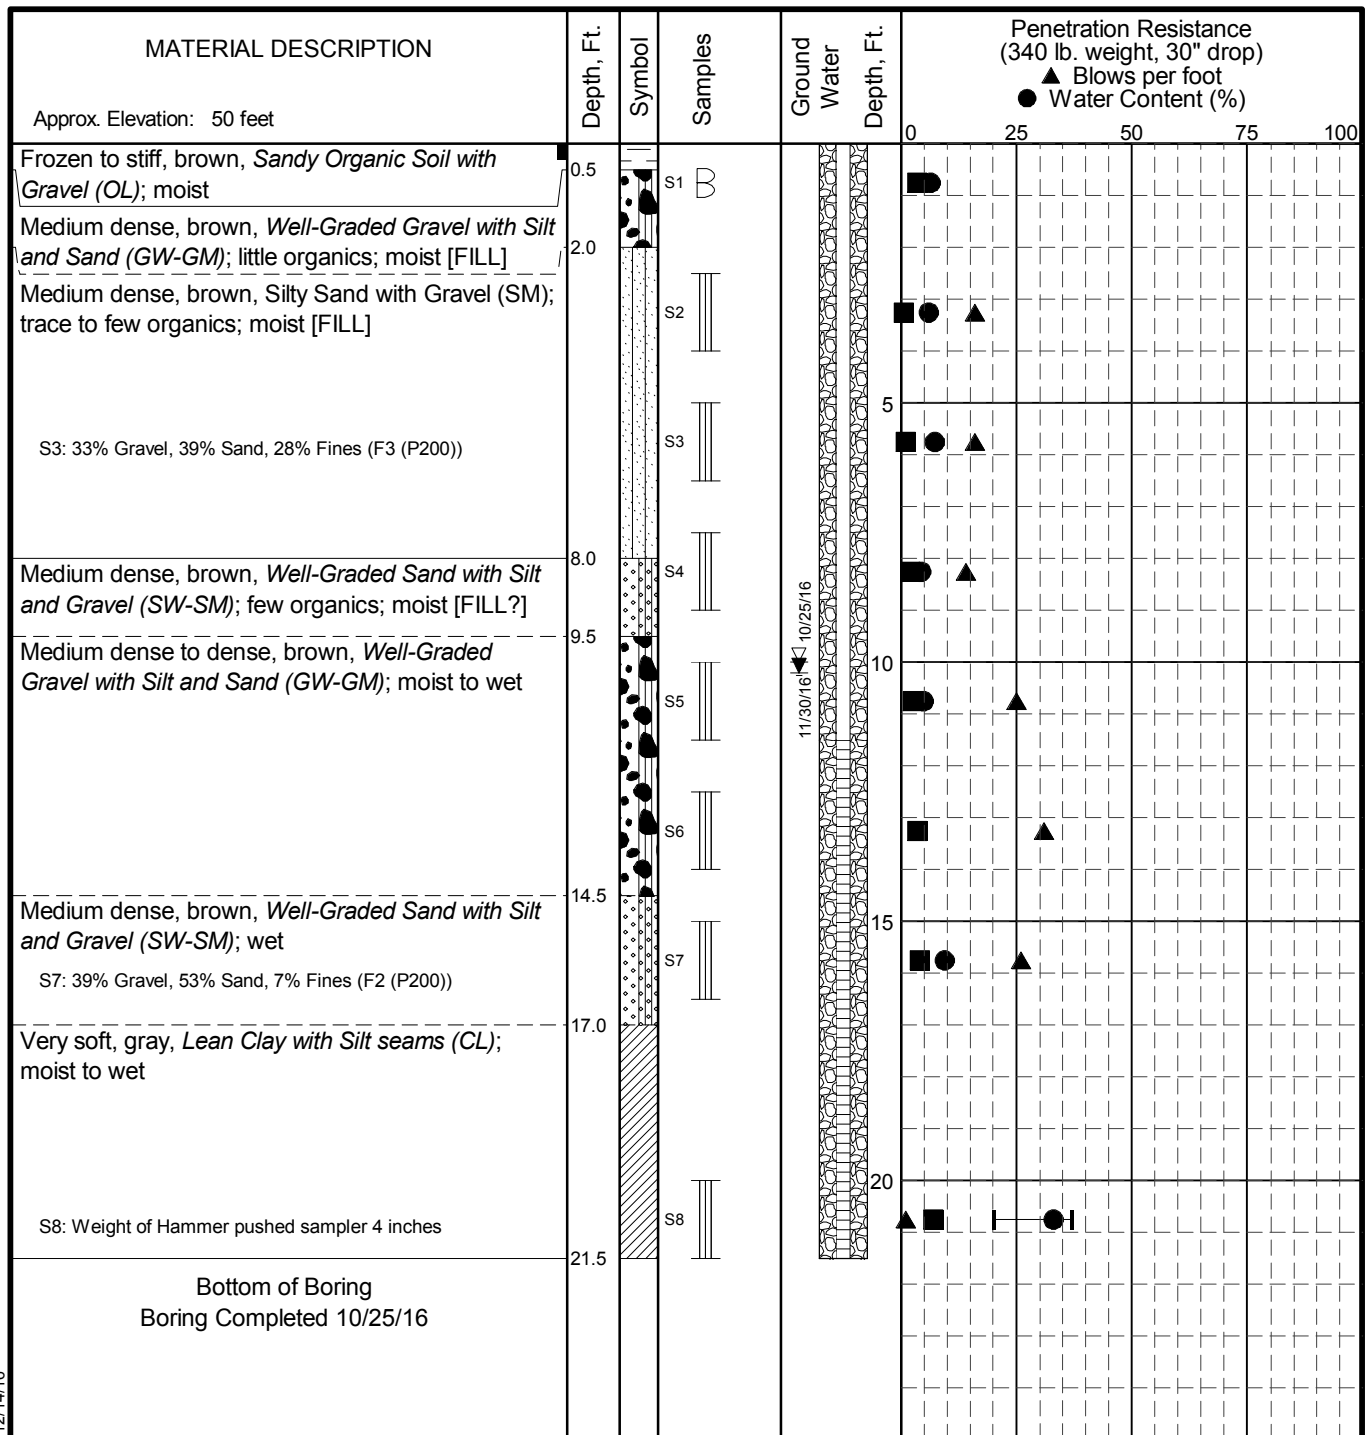 MATERIAL DESCRIPTION
Approx. Elevation: 50 feet
Depth, Ft.
Symbol
Samples
Ground
Water
Depth, Ft.
Penetration Resistance
(340 lb. weight, 30" drop)
▲ Blows per foot
● Water Content (%)
0 25 50 75 100
Frozen to stiff, brown, Sandy Organic Soil with
Gravel (OL); moist
0.5
S1
Medium dense, brown, Well-Graded Gravel with Silt
and Sand (GW-GM); little organics; moist [FILL]
2.0
Medium dense, brown, Silty Sand with Gravel (SM);
trace to few organics; moist [FILL]
S2
5
S3
S3: 33% Gravel, 39% Sand, 28% Fines (F3 (P200))
8.0
Medium dense, brown, Well-Graded Sand with Silt
and Gravel (SW-SM); few organics; moist [FILL?]
S4
9.5
Medium dense to dense, brown, Well-Graded
Gravel with Silt and Sand (GW-GM); moist to wet
10/25/16
11/30/16
10
S5
S6
14.5
Medium dense, brown, Well-Graded Sand with Silt
and Gravel (SW-SM); wet
15
S7
S7: 39% Gravel, 53% Sand, 7% Fines (F2 (P200))
17.0
Very soft, gray, Lean Clay with Silt seams (CL);
moist to wet
20
S8
S8: Weight of Hammer pushed sampler 4 inches
21.5
Bottom of Boring
Boring Completed 10/25/16